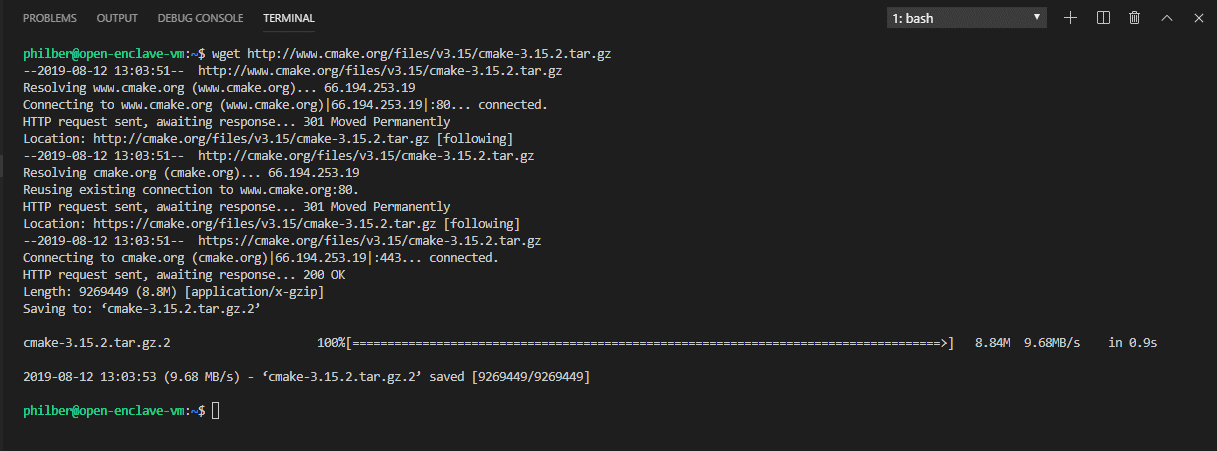 PROBLEMS OUTPUT DEBUG CONSOLE TERMINAL 1: bash
philber@open-enclave-vm:~$ wget http://www.cmake.org/files/v3.15/cmake-3.15.2.tar.gz
--2019-08-12 13:03:51--  http://www.cmake.org/files/v3.15/cmake-3.15.2.tar.gz
Resolving www.cmake.org (www.cmake.org)... 66.194.253.19
Connecting to www.cmake.org (www.cmake.org)|66.194.253.19|:80... connected.
HTTP request sent, awaiting response... 301 Moved Permanently
Location: http://cmake.org/files/v3.15/cmake-3.15.2.tar.gz [following]
--2019-08-12 13:03:51--  http://cmake.org/files/v3.15/cmake-3.15.2.tar.gz
Resolving cmake.org (cmake.org)... 66.194.253.19
Reusing existing connection to www.cmake.org:80.
HTTP request sent, awaiting response... 301 Moved Permanently
Location: https://cmake.org/files/v3.15/cmake-3.15.2.tar.gz [following]
--2019-08-12 13:03:51--  https://cmake.org/files/v3.15/cmake-3.15.2.tar.gz
Connecting to cmake.org (cmake.org)|66.194.253.19|:443... connected.
HTTP request sent, awaiting response... 200 OK
Length: 9269449 (8.8M) [application/x-gzip]
Saving to: ‘cmake-3.15.2.tar.gz.2’
cmake-3.15.2.tar.gz.2 100%[====================================================================================>] 8.84M 9.68MB/s in 0.9s
2019-08-12 13:03:53 (9.68 MB/s) - ‘cmake-3.15.2.tar.gz.2’ saved [9269449/9269449]
philber@open-enclave-vm:~$